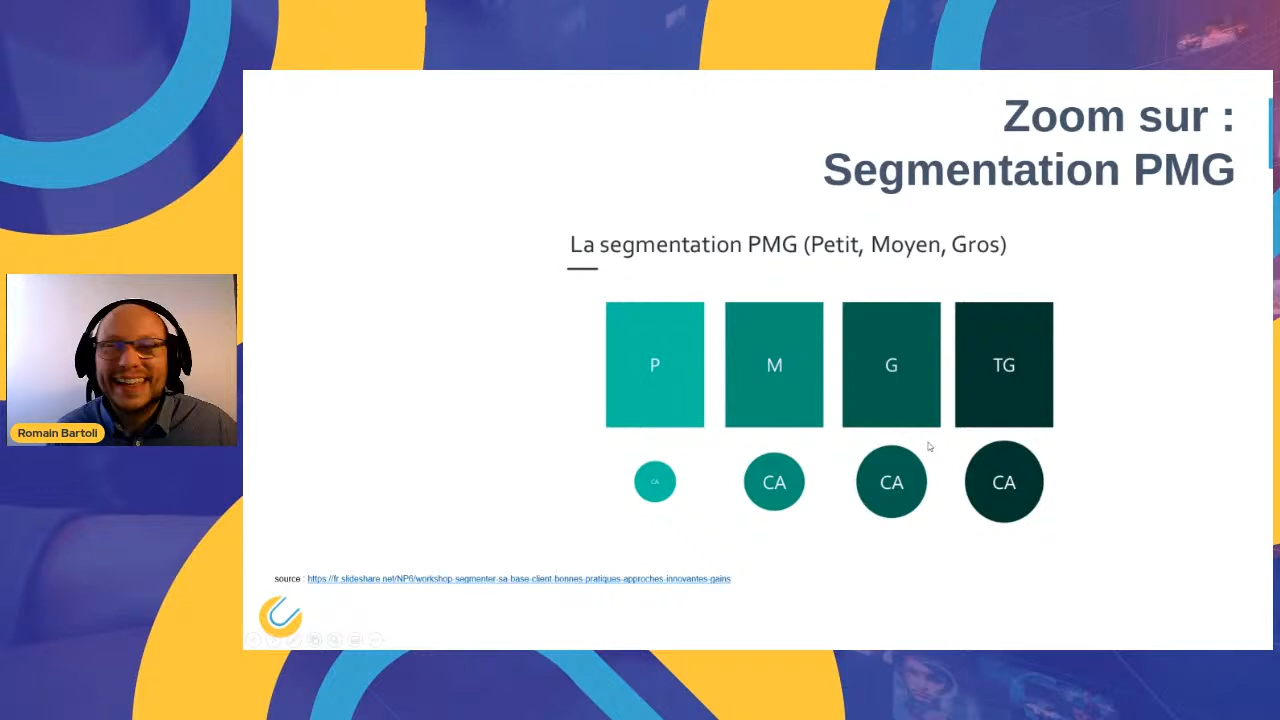 Zoom sur :
Segmentation PMG
La segmentation PMG (Petit, Moyen, Gros)
P M G TG
CA CA CA CA
source : https://fr.slideshare.net/NP6/workshop-segmenter-sa-base-client-bonnes-pratiques-approches-innovantes-gains
Romain Bartoli